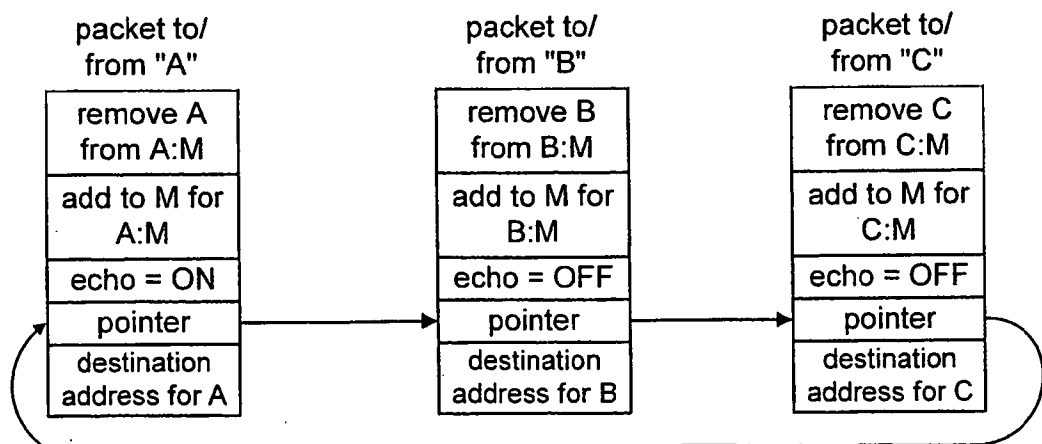 packet to/
from "A"
remove A
from A:M
add to M for
A:M
echo = ON
pointer
destination
address for A
packet to/
from "B"
remove B
from B:M
add to M for
B:M
echo = OFF
pointer
destination
address for B
packet to/
from "C"
remove C
from C:M
add to M for
C:M
echo = OFF
pointer
destination
address for C